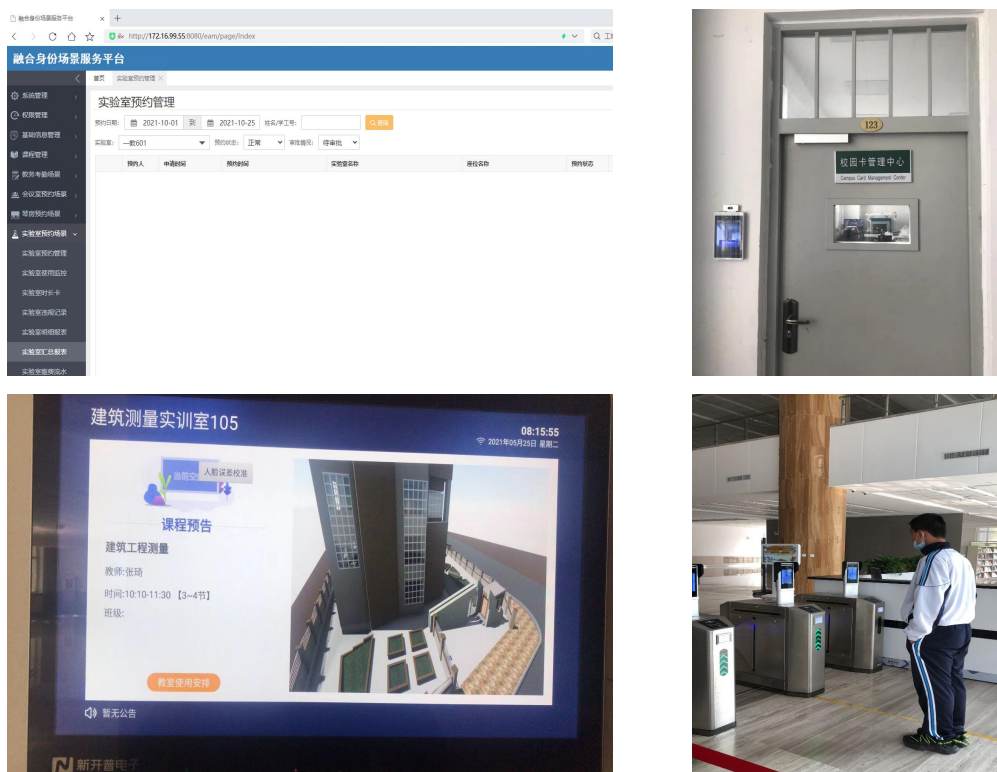 融合身份场景服务平台
http://172.16.99.55:8080/eam/page/index
融合身份场景服务平台
首页 实验室预约管理
系统管理
权限管理
基础信息管理
课程管理
教务考勤场景
会议室预约场景
琴房预约场景
实验室预约场景
实验室预约管理
实验室使用监控
实验室时长卡
实验室违规记录
实验室明细报表
实验室汇总报表
实验室缴费流水
实验室预约管理
预约日期: 2021-10-01 到 2021-10-25 姓名/学工号: 查询
实验室: 一教601 预约状态: 正常 审批情况: 待审批
预约人 申请时间 预约时间 实验室名称 座位名称 预约状态
123
校园卡管理中心
Campus Card Management Center
建筑测量实训室105
08:15:55
2021年05月25日 星期二
当前空
人脸误差校准
课程预告
建筑工程测量
教师:张琦
时间:10:10-11:30 【3~4节】
班级:
教室使用安排
暂无公告
新开普电子